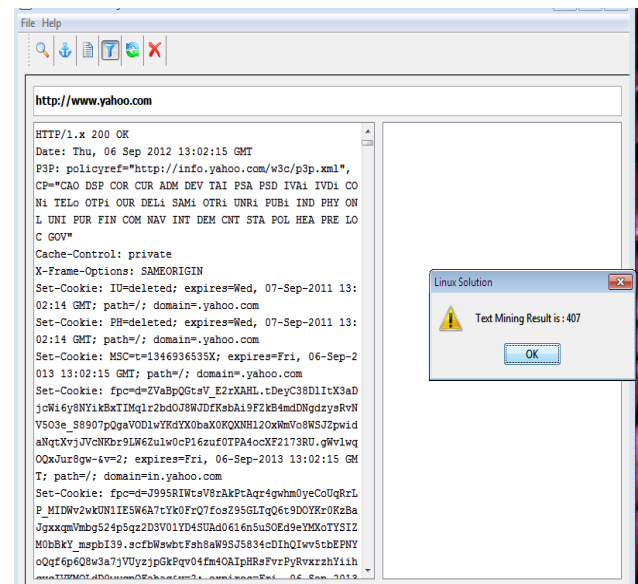 File Help
http://www.yahoo.com
HTTP/1.x 200 OK
Date: Thu, 06 Sep 2012 13:02:15 GMT
P3P: policyref="http://info.yahoo.com/w3c/p3p.xml",
CP="CAO DSP COR CUR ADM DEV TAI PSA PSD IVAi IVDi CO
Ni TELo OTPi OUR DELi SAMi OTRi UNRi PUBi IND PHY ON
L UNI PUR FIN COM NAV INT DEM CNT STA POL HEA PRE LO
C GOV"
Cache-Control: private
X-Frame-Options: SAMEORIGIN
Set-Cookie: IU=deleted; expires=Wed, 07-Sep-2011 13:
02:14 GMT; path=/; domain=.yahoo.com
Set-Cookie: PH=deleted; expires=Wed, 07-Sep-2011 13:
02:14 GMT; path=/; domain=.yahoo.com
Set-Cookie: MSC=t=1346936535X; expires=Fri, 06-Sep-2
013 13:02:15 GMT; path=/; domain=.yahoo.com
Set-Cookie: fpc=d=ZVaBpQGtsV_E2rXAHL.tDeyC38DlItX3aD
jcWi6y8NYikBxTIMqlr2bdOJ8WJDfKsbAi9FZkB4mdDNgdzysRvN
V5O3e_S8907pQgaVODlwYKdYX0baX0KQXNHl2OxWmVo8WSJZpwid
aNqtXvjJVcNKbr9LW6Zulw0cP16zuf0TPA4ocXF2173RU.gWvlwq
OQxJur8gw-&v=2; expires=Fri, 06-Sep-2013 13:02:15 GM
T; path=/; domain=in.yahoo.com
Set-Cookie: fpc=d=J995RIWtsV8rAkPtAqr4gwhm0yeCoUqRrL
P_MIDWv2wkUNlIE5W6A7tYk0FrQ7fosZ95GLTqQ6t9DOYKr0KzBa
JgxxqmVmbg524p5qz2D3V01YD4SUAd0616n5uSOEd9eYMXoTYSIZ
M0bBkY_mspbI39.scfbWswbtFsh8aW9SJ5834cDIhQIwv5tbEPNY
oQqf6p6Q8w3a7jVUyzjpGkPqv04fm4OAIpHRsFvrPyRvxrzhYiih
Linux Solution
Text Mining Result is : 407
OK